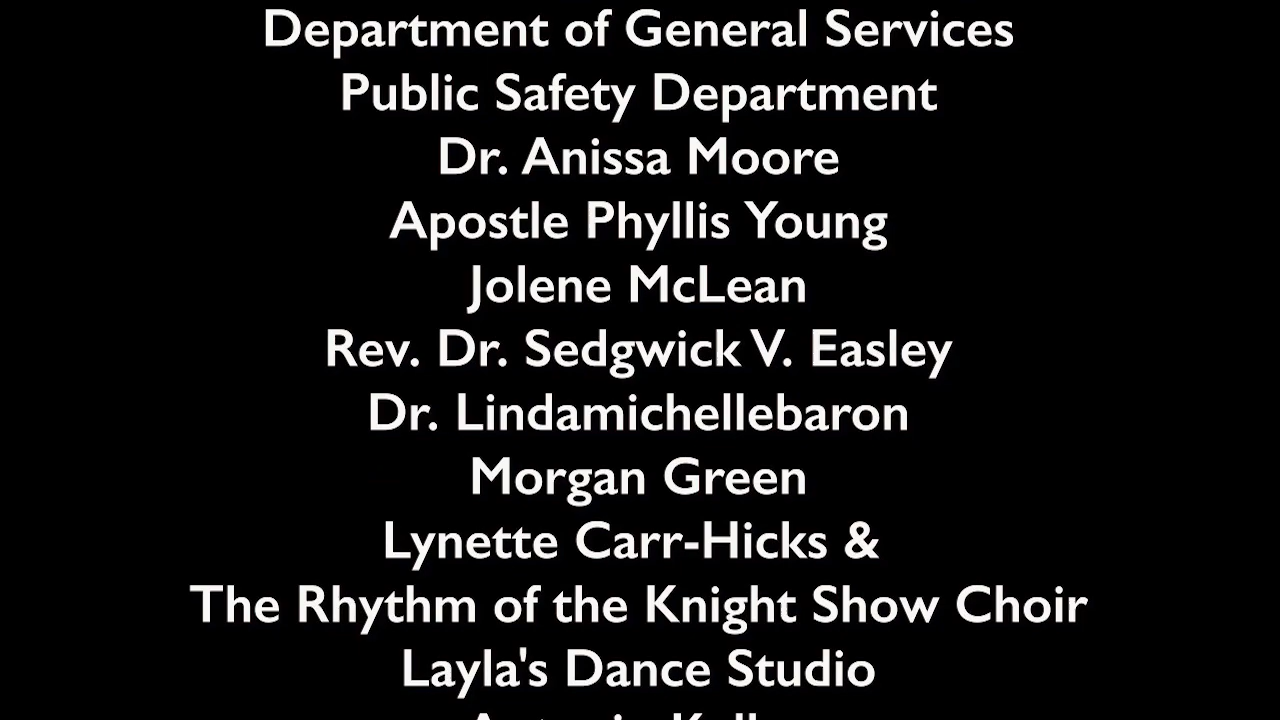 Department of General Services
Public Safety Department
Dr. Anissa Moore
Apostle Phyllis Young
Jolene McLean
Rev. Dr. Sedgwick V. Easley
Dr. Lindamichellebaron
Morgan Green
Lynette Carr-Hicks &
The Rhythm of the Knight Show Choir
Layla's Dance Studio